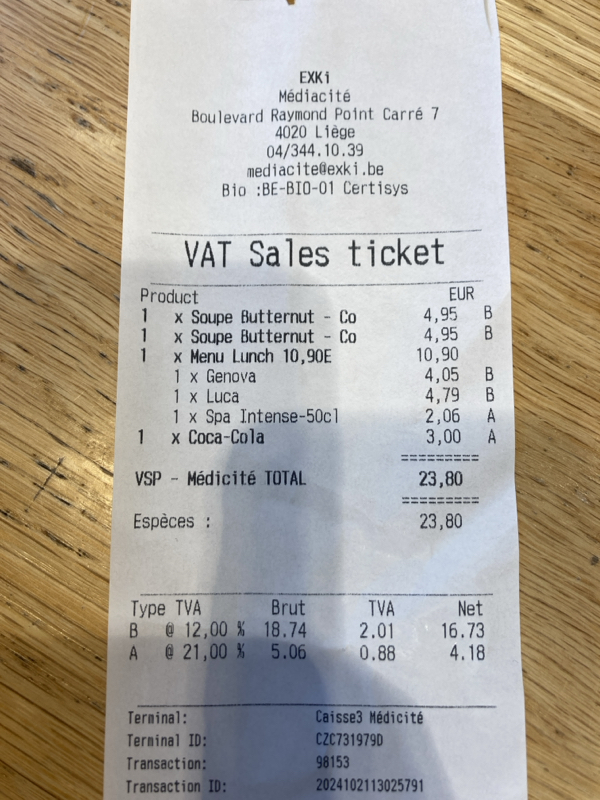 EXKi
Médiacité
Boulevard Raymond Point Carré 7
4020 Liège
04/344.10.39
mediacite@exki.be
Bio :BE-BIO-01 Certisys
VAT Sales ticket
Product EUR
1 x Soupe Butternut - Co 4,95 B
1 x Soupe Butternut - Co 4,95 B
1 x Menu Lunch 10,90E 10,90
1 x Genova 4,05 B
1 x Luca 4,79 B
1 x Spa Intense-50cl 2,06 A
1 x Coca-Cola 3,00 A
=========
VSP - Médicité TOTAL 23,80
=========
Espèces : 23,80
Type TVA Brut TVA Net
B @ 12,00 % 18.74 2.01 16.73
A @ 21,00 % 5.06 0.88 4.18
Terminal: Caisse3 Médicité
Terminal ID: CZC731979D
Transaction: 98153
Transaction ID: 2024102113025791